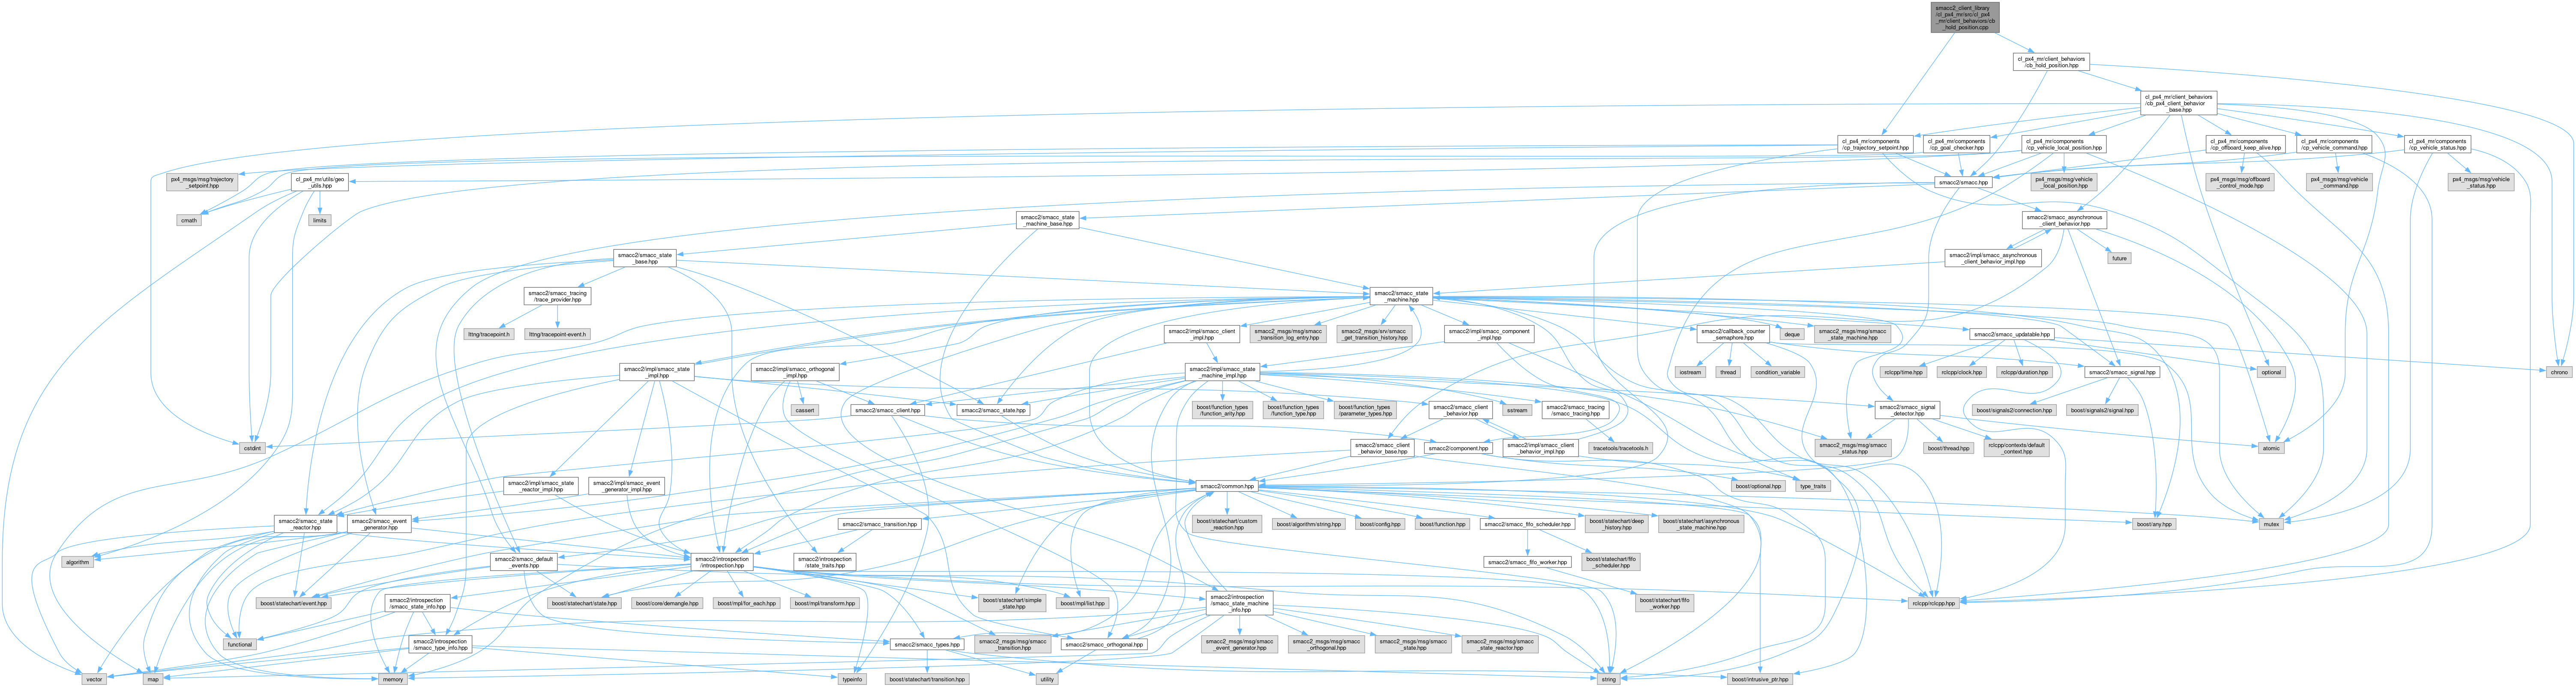 smacc2_client_library
/cl_px4_mr/src/cl_px4
_mr/client_behaviors/cb
_hold_position.cpp
cl_px4_mr/client_behaviors
/cb_hold_position.hpp
cl_px4_mr/client_behaviors
/cb_px4_client_behavior
_base.hpp
cl_px4_mr/components
/cp_trajectory_setpoint.hpp
cl_px4_mr/components
/cp_goal_checker.hpp
cl_px4_mr/components
/cp_vehicle_local_position.hpp
cl_px4_mr/components
/cp_offboard_keep_alive.hpp
cl_px4_mr/components
/cp_vehicle_command.hpp
cl_px4_mr/components
/cp_vehicle_status.hpp
px4_msgs/msg/trajectory
_setpoint.hpp
cl_px4_mr/utils/geo
_utils.hpp
smacc2/smacc.hpp
px4_msgs/msg/vehicle
_local_position.hpp
px4_msgs/msg/offboard
_control_mode.hpp
px4_msgs/msg/vehicle
_command.hpp
px4_msgs/msg/vehicle
_status.hpp
cmath
limits
smacc2/smacc_state
_machine_base.hpp
smacc2/smacc_asynchronous
_client_behavior.hpp
smacc2/smacc_state
_base.hpp
smacc2/impl/smacc_asynchronous
_client_behavior_impl.hpp
future
smacc2/smacc_tracing
/trace_provider.hpp
smacc2/smacc_state
_machine.hpp
lttng/tracepoint.h
lttng/tracepoint-event.h
smacc2/impl/smacc_client
_impl.hpp
smacc2_msgs/msg/smacc
_transition_log_entry.hpp
smacc2_msgs/srv/smacc
_get_transition_history.hpp
smacc2/impl/smacc_component
_impl.hpp
smacc2/callback_counter
_semaphore.hpp
deque
smacc2_msgs/msg/smacc
_state_machine.hpp
smacc2/smacc_updatable.hpp
smacc2/impl/smacc_state
_impl.hpp
smacc2/impl/smacc_orthogonal
_impl.hpp
smacc2/impl/smacc_state
_machine_impl.hpp
iostream
thread
condition_variable
rclcpp/time.hpp
rclcpp/clock.hpp
rclcpp/duration.hpp
smacc2/smacc_signal.hpp
optional
chrono
cassert
smacc2/smacc_client.hpp
smacc2/smacc_state.hpp
boost/function_types
/function_arity.hpp
boost/function_types
/function_type.hpp
boost/function_types
/parameter_types.hpp
sstream
smacc2/smacc_client
_behavior.hpp
smacc2/smacc_tracing
/smacc_tracing.hpp
smacc2/smacc_signal
_detector.hpp
boost/signals2/connection.hpp
boost/signals2/signal.hpp
cstdint
smacc2/smacc_client
_behavior_base.hpp
smacc2/component.hpp
smacc2/impl/smacc_client
_behavior_impl.hpp
tracetools/tracetools.h
smacc2_msgs/msg/smacc
_status.hpp
boost/thread.hpp
rclcpp/contexts/default
_context.hpp
atomic
smacc2/impl/smacc_state
_reactor_impl.hpp
smacc2/impl/smacc_event
_generator_impl.hpp
smacc2/common.hpp
boost/optional.hpp
type_traits
smacc2/smacc_state
_reactor.hpp
smacc2/smacc_event
_generator.hpp
smacc2/smacc_transition.hpp
boost/statechart/custom
_reaction.hpp
boost/algorithm/string.hpp
boost/config.hpp
boost/function.hpp
smacc2/smacc_fifo_scheduler.hpp
boost/statechart/deep
_history.hpp
boost/statechart/asynchronous
_state_machine.hpp
boost/any.hpp
mutex
algorithm
smacc2/smacc_default
_events.hpp
smacc2/introspection
/introspection.hpp
smacc2/introspection
/state_traits.hpp
smacc2/smacc_fifo_worker.hpp
boost/statechart/fifo
_scheduler.hpp
boost/statechart/event.hpp
smacc2/introspection
/smacc_state_info.hpp
boost/statechart/state.hpp
boost/core/demangle.hpp
boost/mpl/for_each.hpp
boost/mpl/transform.hpp
boost/statechart/simple
_state.hpp
boost/mpl/list.hpp
smacc2/introspection
/smacc_state_machine
_info.hpp
boost/statechart/fifo
_worker.hpp
rclcpp/rclcpp.hpp
functional
smacc2/introspection
/smacc_type_info.hpp
smacc2/smacc_types.hpp
smacc2_msgs/msg/smacc
_transition.hpp
smacc2/smacc_orthogonal.hpp
smacc2_msgs/msg/smacc
_event_generator.hpp
smacc2_msgs/msg/smacc
_orthogonal.hpp
smacc2_msgs/msg/smacc
_state.hpp
smacc2_msgs/msg/smacc
_state_reactor.hpp
vector
map
memory
typeinfo
boost/statechart/transition.hpp
utility
string
boost/intrusive_ptr.hpp